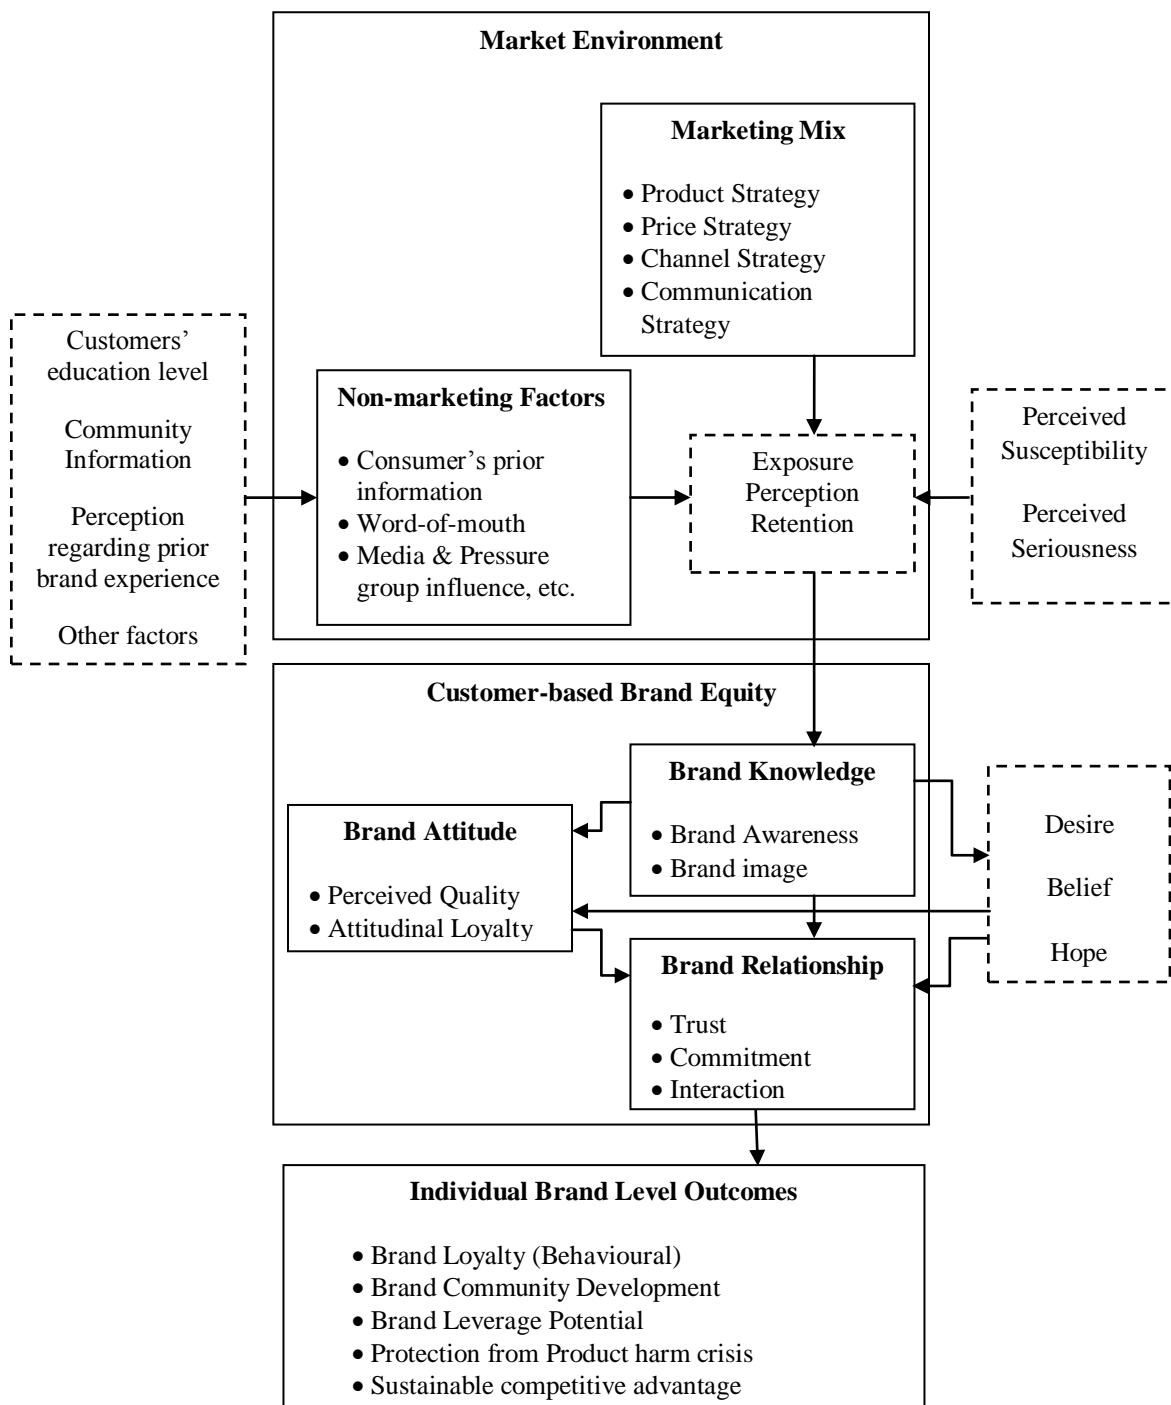 Market Environment
Marketing Mix
• Product Strategy
• Price Strategy
• Channel Strategy
• Communication
Strategy
Customers’
education level
Community
Information
Perception
regarding prior
brand experience
Other factors
Non-marketing Factors
• Consumer’s prior
information
• Word-of-mouth
• Media & Pressure
group influence, etc.
Exposure
Perception
Retention
Perceived
Susceptibility
Perceived
Seriousness
Customer-based Brand Equity
Brand Knowledge
• Brand Awareness
• Brand image
Brand Attitude
• Perceived Quality
• Attitudinal Loyalty
Desire
Belief
Hope
Brand Relationship
• Trust
• Commitment
• Interaction
Individual Brand Level Outcomes
• Brand Loyalty (Behavioural)
• Brand Community Development
• Brand Leverage Potential
• Protection from Product harm crisis
• Sustainable competitive advantage